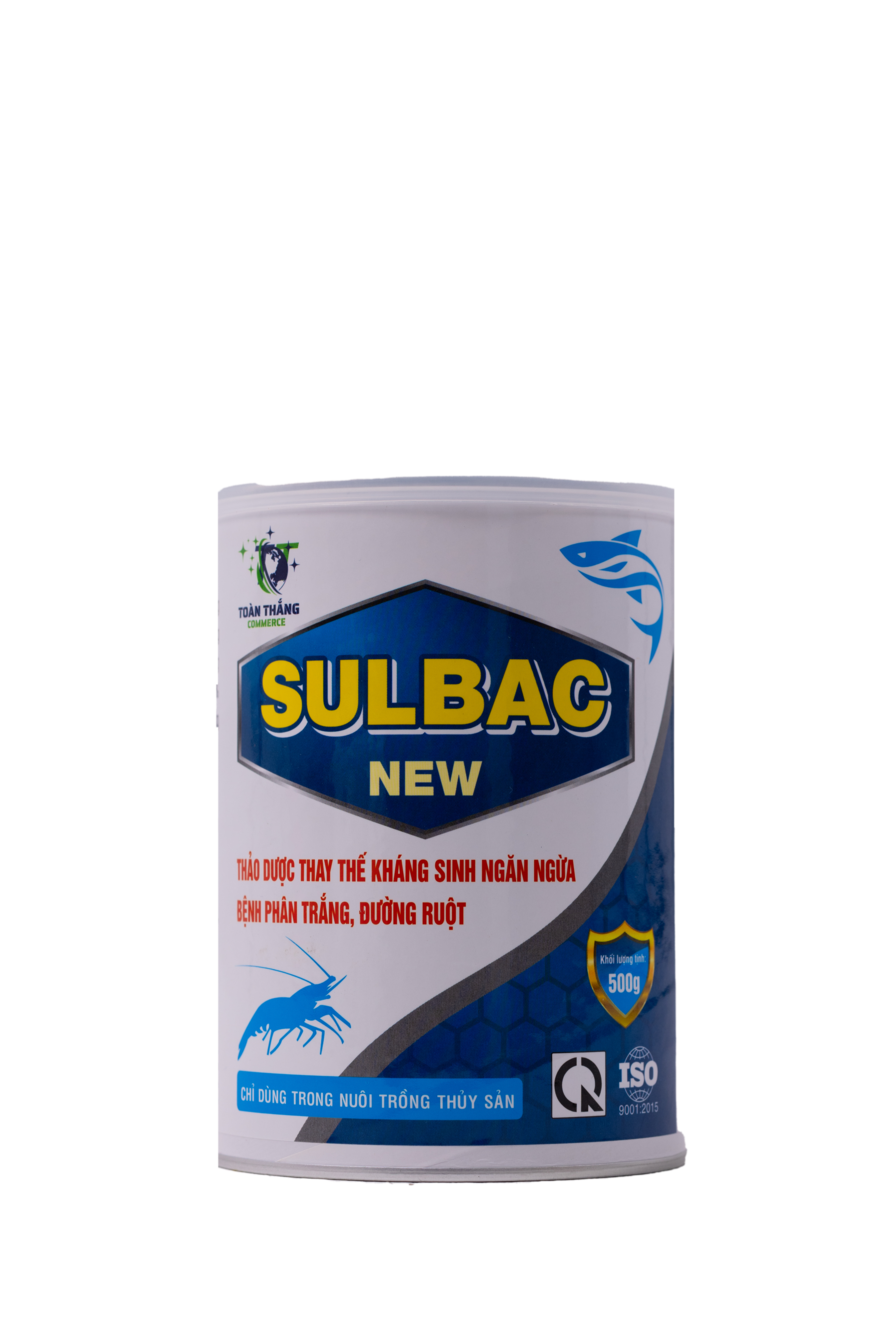 TOÀN THẮNG
COMMERCE
SULBAC
NEW
THẢO DƯỢC THAY THẾ KHÁNG SINH NGĂN NGỪA
BỆNH PHÂN TRẮNG, ĐƯỜNG RUỘT
Khối lượng tịnh:
500g
CHỈ DÙNG TRONG NUÔI TRỒNG THỦY SẢN
ISO
9001:2015